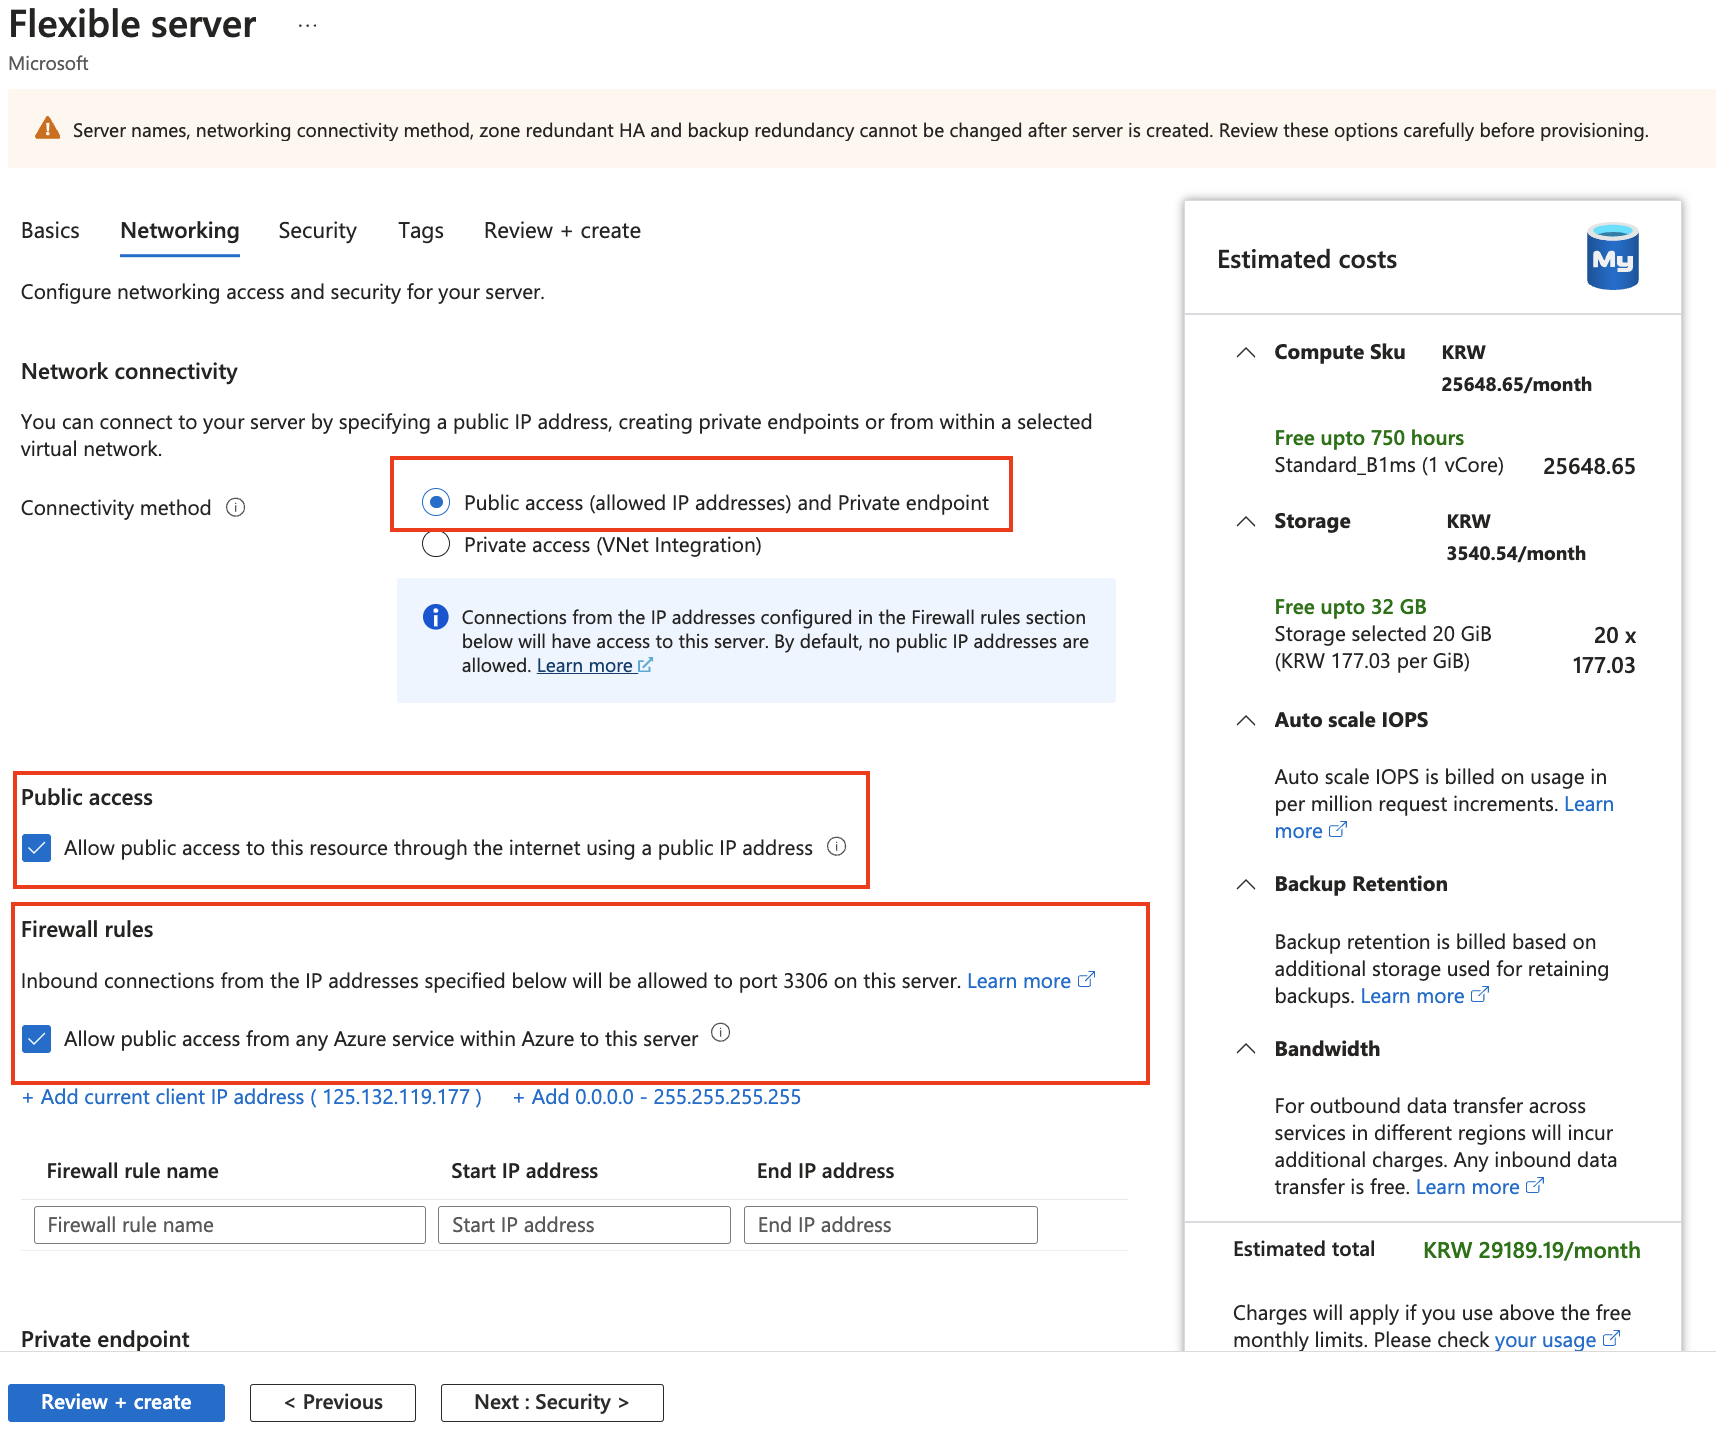 Flexible server ...
Microsoft
Server names, networking connectivity method, zone redundant HA and backup redundancy cannot be changed after server is created. Review these options carefully before provisioning.
Basics
Networking
Security
Tags
Review + create
Configure networking access and security for your server.
Network connectivity
You can connect to your server by specifying a public IP address, creating private endpoints or from within a selected
virtual network.
Connectivity method
Public access (allowed IP addresses) and Private endpoint
Private access (VNet Integration)
Connections from the IP addresses configured in the Firewall rules section
below will have access to this server. By default, no public IP addresses are
allowed. Learn more
Public access
Allow public access to this resource through the internet using a public IP address
Firewall rules
Inbound connections from the IP addresses specified below will be allowed to port 3306 on this server. Learn more
Allow public access from any Azure service within Azure to this server
+ Add current client IP address ( 125.132.119.177 )
+ Add 0.0.0.0 - 255.255.255.255
Firewall rule name
Start IP address
End IP address
Firewall rule name
Start IP address
End IP address
Private endpoint
Review + create
< Previous
Next : Security >
Estimated costs
My
Compute Sku
KRW
25648.65/month
Free upto 750 hours
Standard_B1ms (1 vCore)
25648.65
Storage
KRW
3540.54/month
Free upto 32 GB
Storage selected 20 GiB
(KRW 177.03 per GiB)
20 x
177.03
Auto scale IOPS
Auto scale IOPS is billed on usage in
per million request increments. Learn
more
Backup Retention
Backup retention is billed based on
additional storage used for retaining
backups. Learn more
Bandwidth
For outbound data transfer across
services in different regions will incur
additional charges. Any inbound data
transfer is free. Learn more
Estimated total
KRW 29189.19/month
Charges will apply if you use above the free
monthly limits. Please check your usage